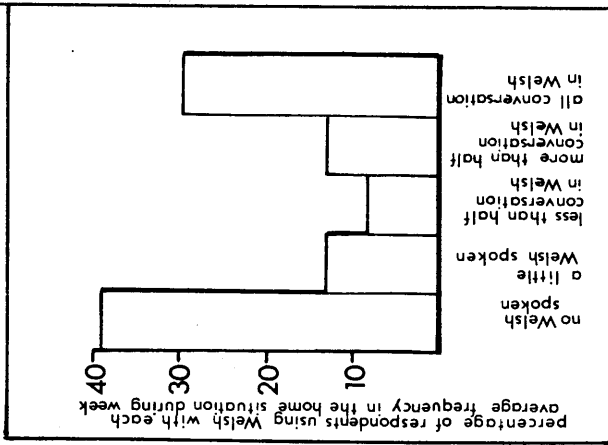 percentage of respondents using Welsh with each
average frequency in the home situation during week
40
30
20
10
no Welsh
spoken
a little
Welsh spoken
less than half
conversation
in Welsh
more than half
conversation
in Welsh
all conversation
in Welsh